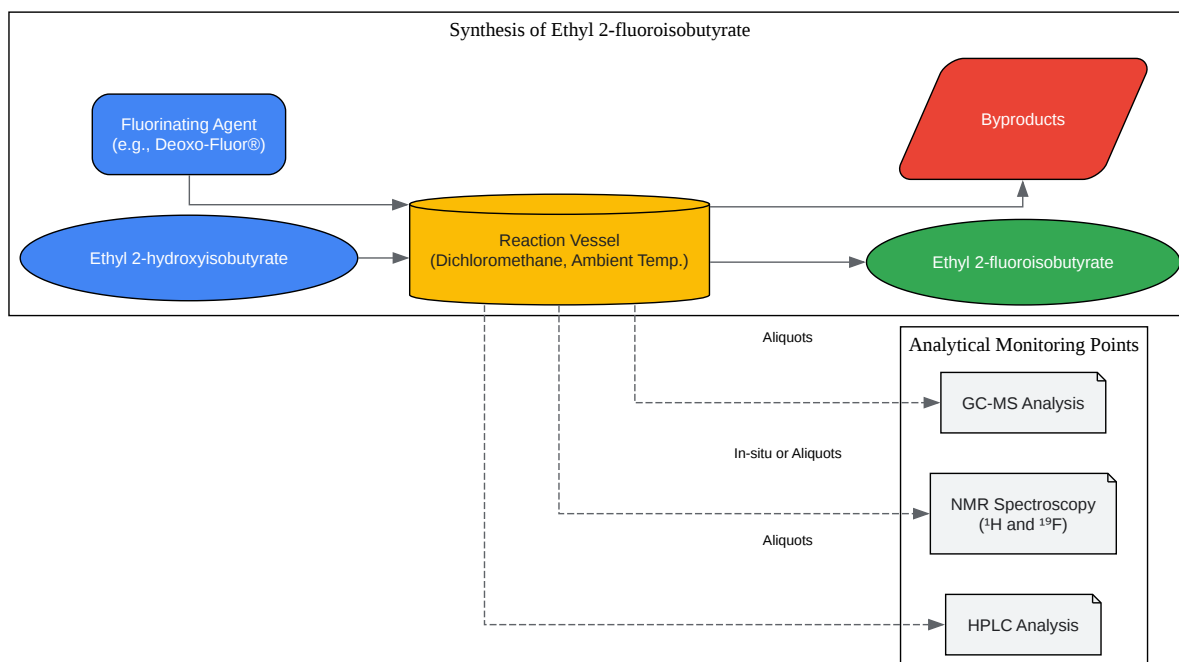 Synthesis of Ethyl 2-fluoroisobutyrate
Fluorinating Agent
(e.g., Deoxo-Fluor®)
Byproducts
Ethyl 2-hydroxyisobutyrate
Reaction Vessel
(Dichloromethane, Ambient Temp.)
Ethyl 2-fluoroisobutyrate
Aliquots
Analytical Monitoring Points
GC-MS Analysis
In-situ or Aliquots
NMR Spectroscopy
(¹H and ¹⁹F)
Aliquots
HPLC Analysis